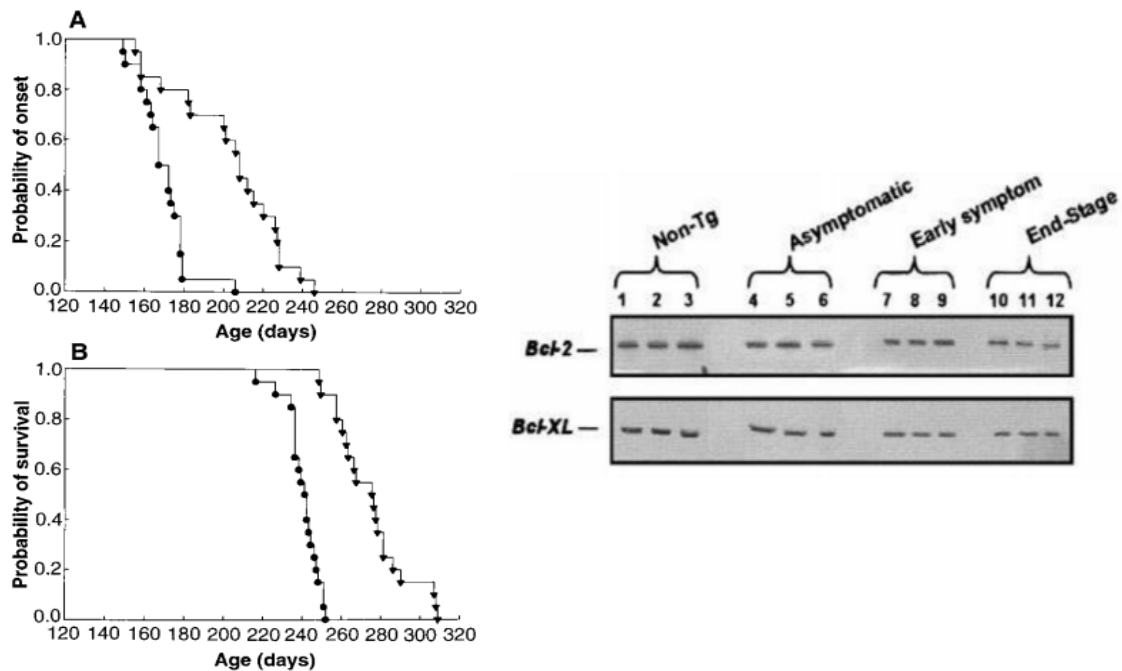 A
Probability of onset
1.0
0.8
0.6
0.4
0.2
0.0
120 140 160 180 200 220 240 260 280 300 320
Age (days)
B
Probability of survival
1.0
0.8
0.6
0.4
0.2
0.0
120 140 160 180 200 220 240 260 280 300 320
Age (days)
Non-Tg Asymptomatic Early symptom End-Stage
1 2 3 4 5 6 7 8 9 10 11 12
Bcl-2 —
Bcl-XL —